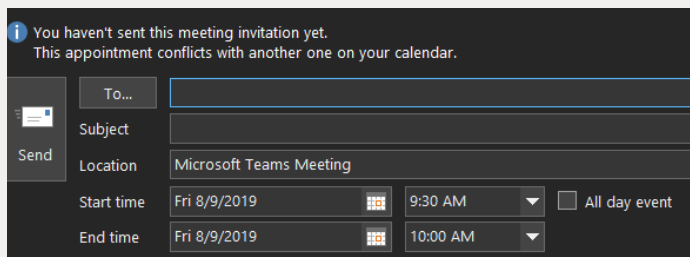 You haven't sent this meeting invitation yet.
This appointment conflicts with another one on your calendar.
To...
Subject
Send
Location Microsoft Teams Meeting
Start time Fri 8/9/2019 9:30 AM All day event
End time Fri 8/9/2019 10:00 AM